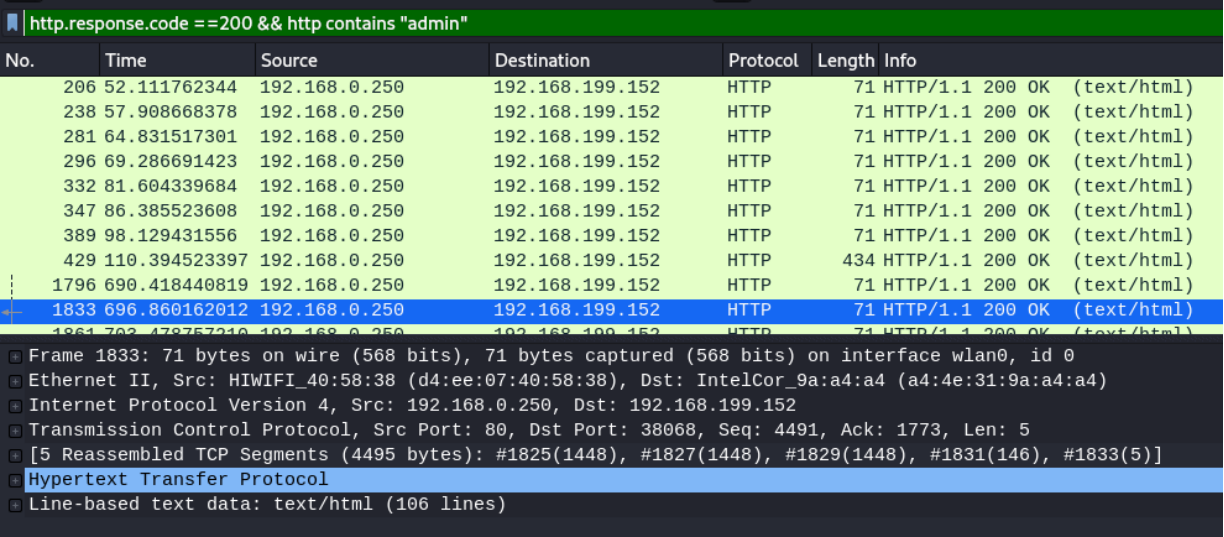 http.response.code ==200 && http contains "admin"
No. Time Source Destination Protocol Length Info
206 52.111762344 192.168.0.250 192.168.199.152 HTTP 71 HTTP/1.1 200 OK (text/html)
238 57.908668378 192.168.0.250 192.168.199.152 HTTP 71 HTTP/1.1 200 OK (text/html)
281 64.831517301 192.168.0.250 192.168.199.152 HTTP 71 HTTP/1.1 200 OK (text/html)
296 69.286691423 192.168.0.250 192.168.199.152 HTTP 71 HTTP/1.1 200 OK (text/html)
332 81.604339684 192.168.0.250 192.168.199.152 HTTP 71 HTTP/1.1 200 OK (text/html)
347 86.385523608 192.168.0.250 192.168.199.152 HTTP 71 HTTP/1.1 200 OK (text/html)
389 98.129431556 192.168.0.250 192.168.199.152 HTTP 71 HTTP/1.1 200 OK (text/html)
429 110.394523397 192.168.0.250 192.168.199.152 HTTP 434 HTTP/1.1 200 OK (text/html)
1796 690.418440819 192.168.0.250 192.168.199.152 HTTP 71 HTTP/1.1 200 OK (text/html)
1833 696.860162012 192.168.0.250 192.168.199.152 HTTP 71 HTTP/1.1 200 OK (text/html)
1861 703.478757210 192.168.0.250 192.168.199.152 HTTP 71 HTTP/1.1 200 OK (text/html)
Frame 1833: 71 bytes on wire (568 bits), 71 bytes captured (568 bits) on interface wlan0, id 0
Ethernet II, Src: HIWIFI_40:58:38 (d4:ee:07:40:58:38), Dst: IntelCor_9a:a4:a4 (a4:4e:31:9a:a4:a4)
Internet Protocol Version 4, Src: 192.168.0.250, Dst: 192.168.199.152
Transmission Control Protocol, Src Port: 80, Dst Port: 38068, Seq: 4491, Ack: 1773, Len: 5
[5 Reassembled TCP Segments (4495 bytes): #1825(1448), #1827(1448), #1829(1448), #1831(146), #1833(5)]
Hypertext Transfer Protocol
Line-based text data: text/html (106 lines)